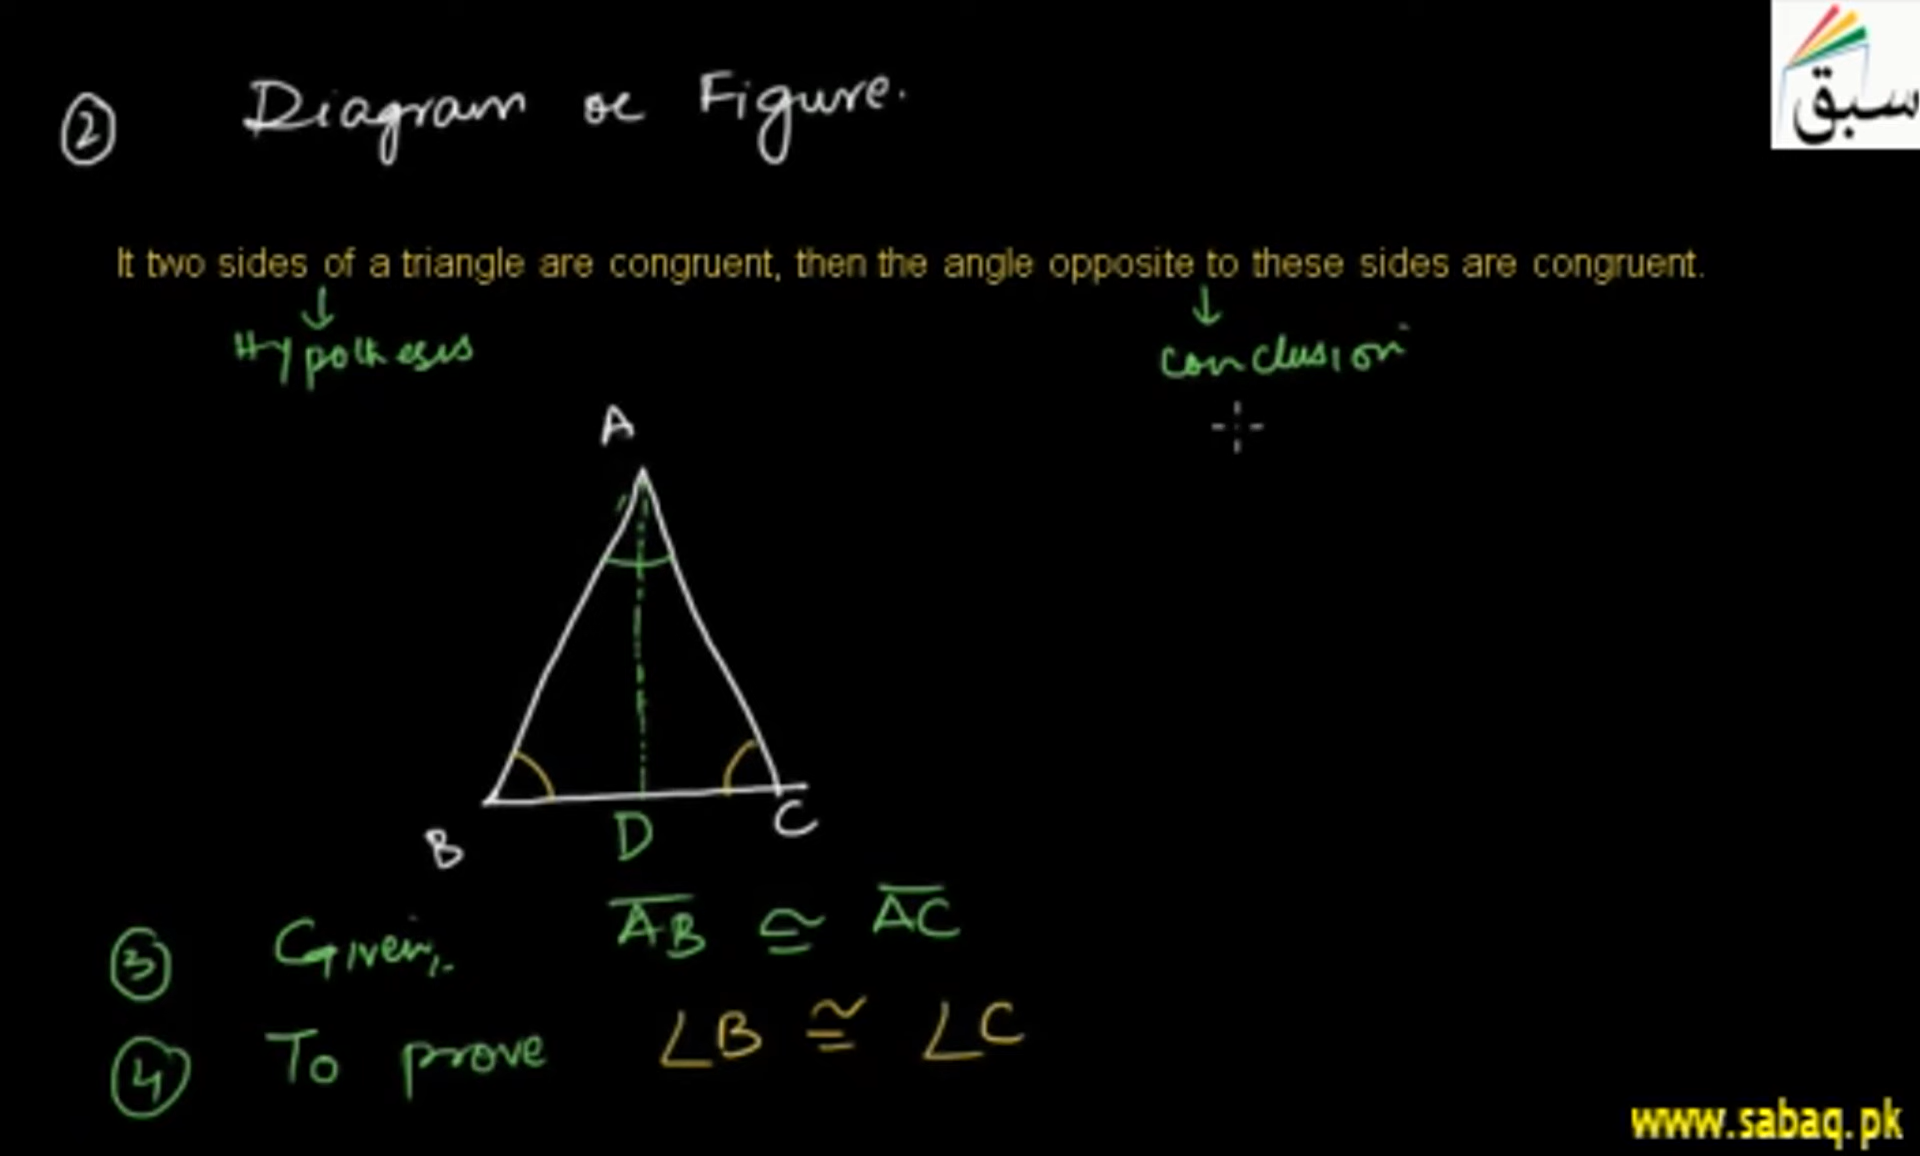 سبق
② Diagram or Figure.
It two sides of a triangle are congruent, then the angle opposite to these sides are congruent.
Hypothesis
conclusion
A
B
D
C
③ Given, AB ≅ AC
④ To prove ∠B ≅ ∠C
www.sabaq.pk